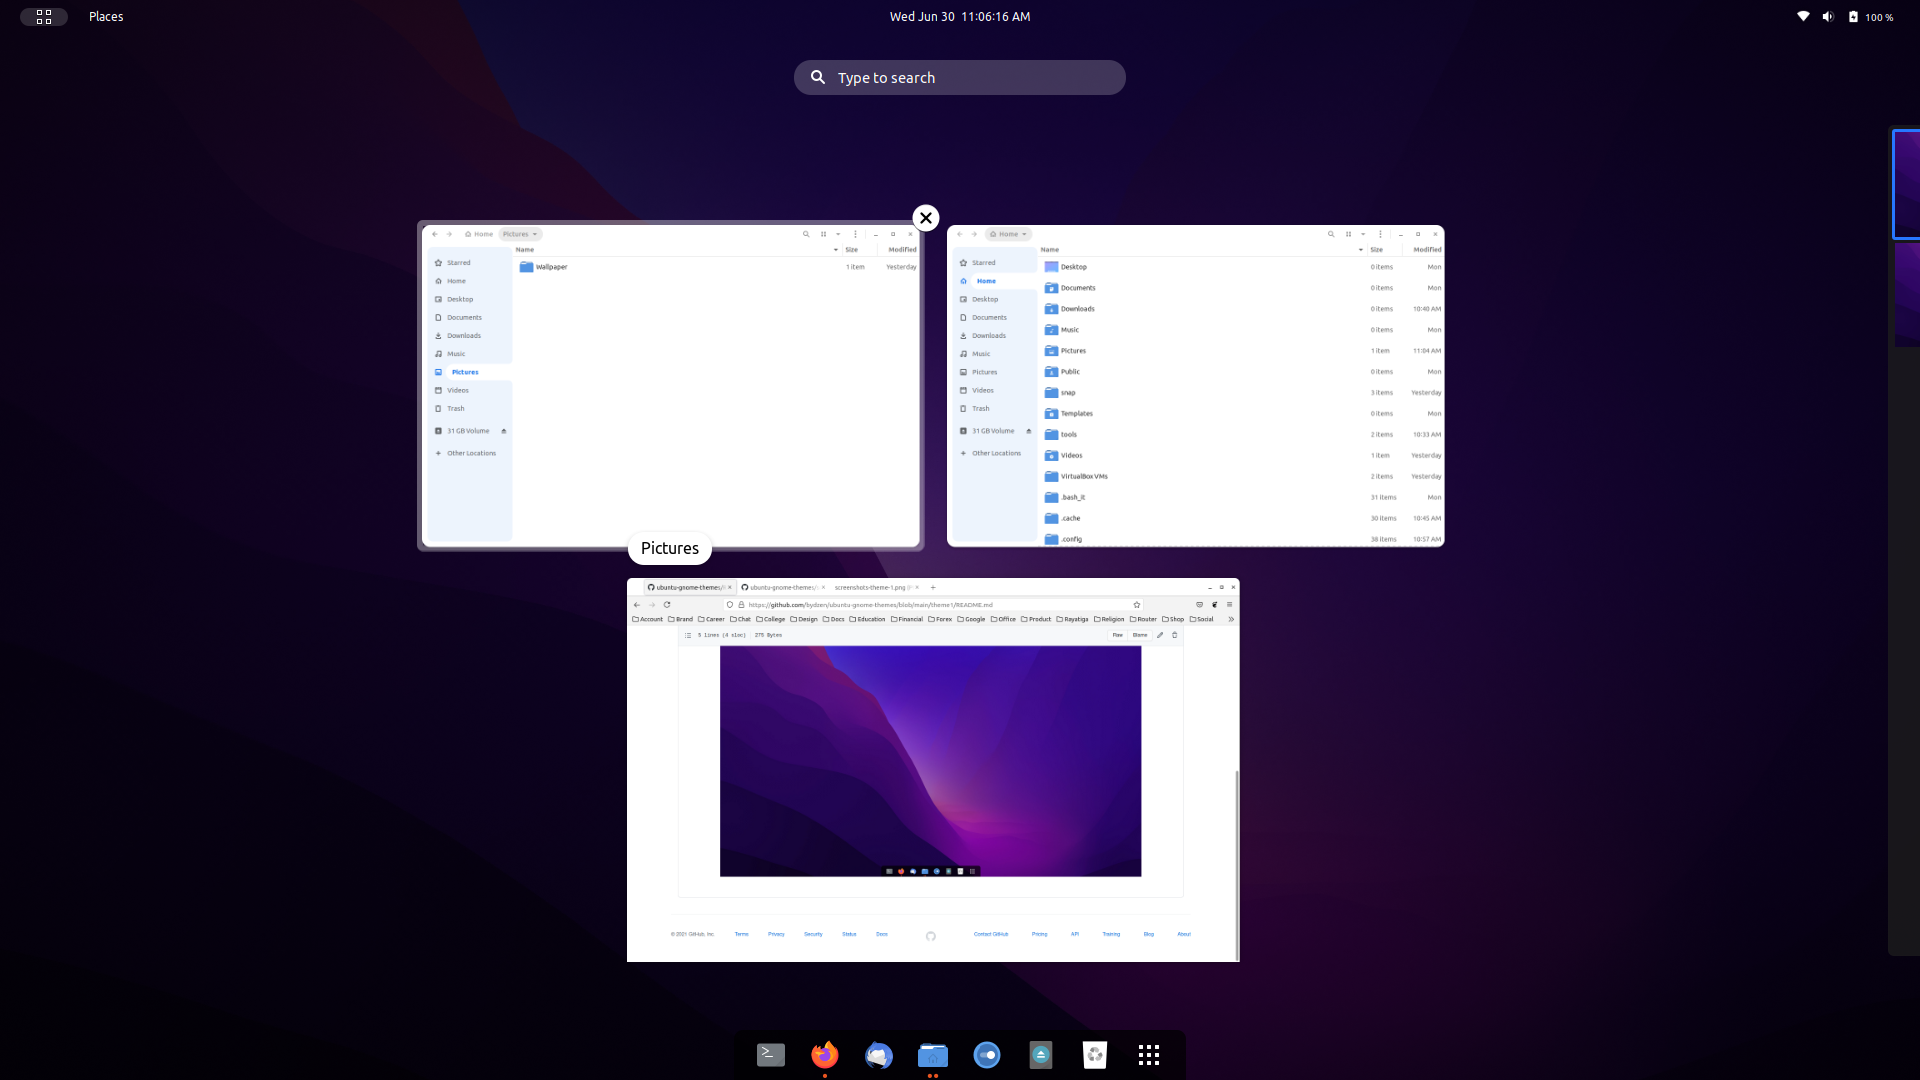 Places
Wed Jun 30 11:06:16 AM
100 %
Type to search
Home Pictures
Name Size Modified
Starred
Home
Desktop
Documents
Downloads
Music
Pictures
Videos
Trash
31 GB Volume
Other Locations
Wallpaper 1 item Yesterday
Pictures
Home
Name Size Modified
Starred
Home
Desktop
Documents
Downloads
Music
Pictures
Videos
Trash
31 GB Volume
Other Locations
Desktop 0 items Mon
Documents 0 items Mon
Downloads 0 items 10:40 AM
Music 0 items Mon
Pictures 1 item 11:04 AM
Public 0 items Mon
snap 3 items Yesterday
Templates 0 items Mon
tools 2 items 10:33 AM
Videos 1 item Yesterday
VirtualBox VMs 2 items Yesterday
.bash_it 31 items Mon
.cache 30 items 10:45 AM
.config 38 items 10:57 AM
ubuntu-gnome-themes/ ubuntu-gnome-themes/ screenshots-theme-1.png
https://github.com/bydzen/ubuntu-gnome-themes/blob/main/theme1/README.md
Account Brand Career Chat College Design Docs Education Financial Forex Google Office Product Rayatiga Religion Router Shop Social
5 lines (4 sloc) 275 Bytes Raw Blame
© 2021 GitHub, Inc. Terms Privacy Security Status Docs Contact GitHub Pricing API Training Blog About